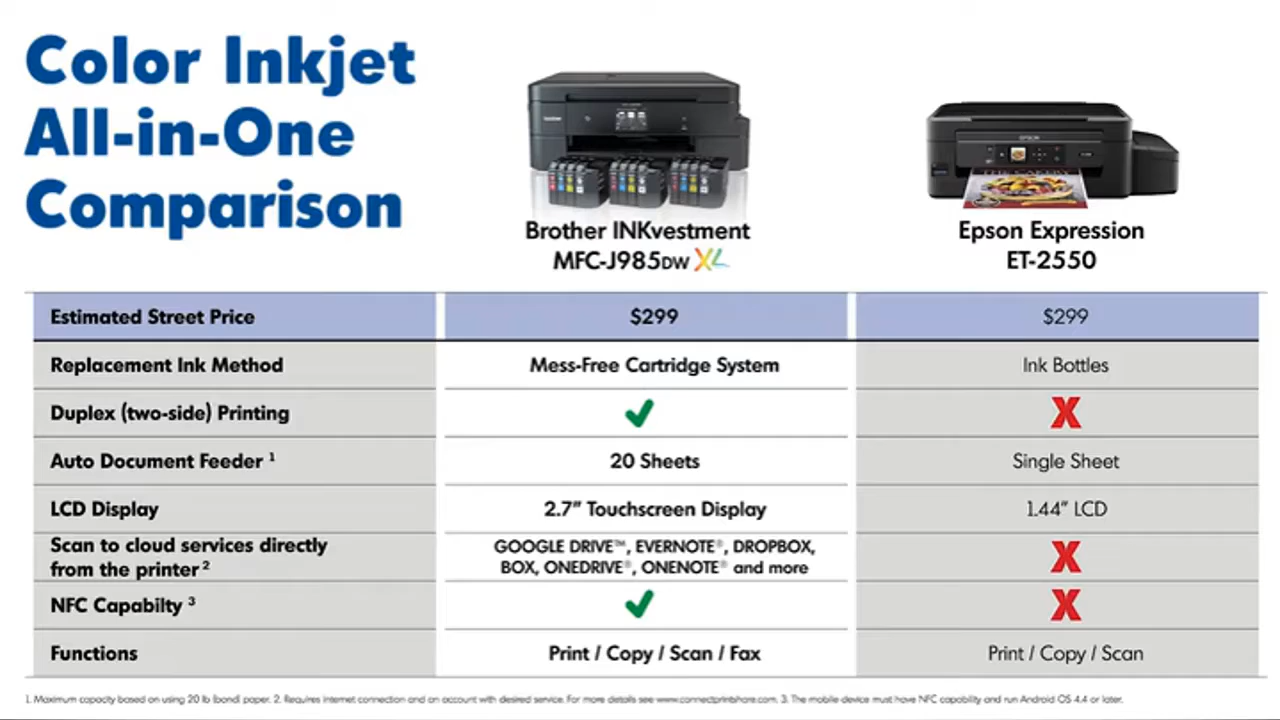 Color Inkjet
All-in-One
Comparison
brother
EPSON
Brother INKvestment
MFC-J985DW XL
Epson Expression
ET-2550
Estimated Street Price $299 $299
Replacement Ink Method Mess-Free Cartridge System Ink Bottles
Duplex (two-side) Printing ✓ X
Auto Document Feeder ¹ 20 Sheets Single Sheet
LCD Display 2.7” Touchscreen Display 1.44” LCD
Scan to cloud services directly
from the printer ² GOOGLE DRIVE™, EVERNOTE®, DROPBOX,
BOX, ONEDRIVE®, ONENOTE® and more X
NFC Capabilty ³ ✓ X
Functions Print / Copy / Scan / Fax Print / Copy / Scan
1. Maximum capacity based on using 20 lb (bond) paper. 2. Requires internet connection and an account with desired service. For more details see www.connectprintshare.com. 3. The mobile device must have NFC capability and run Android OS 4.4 or later.